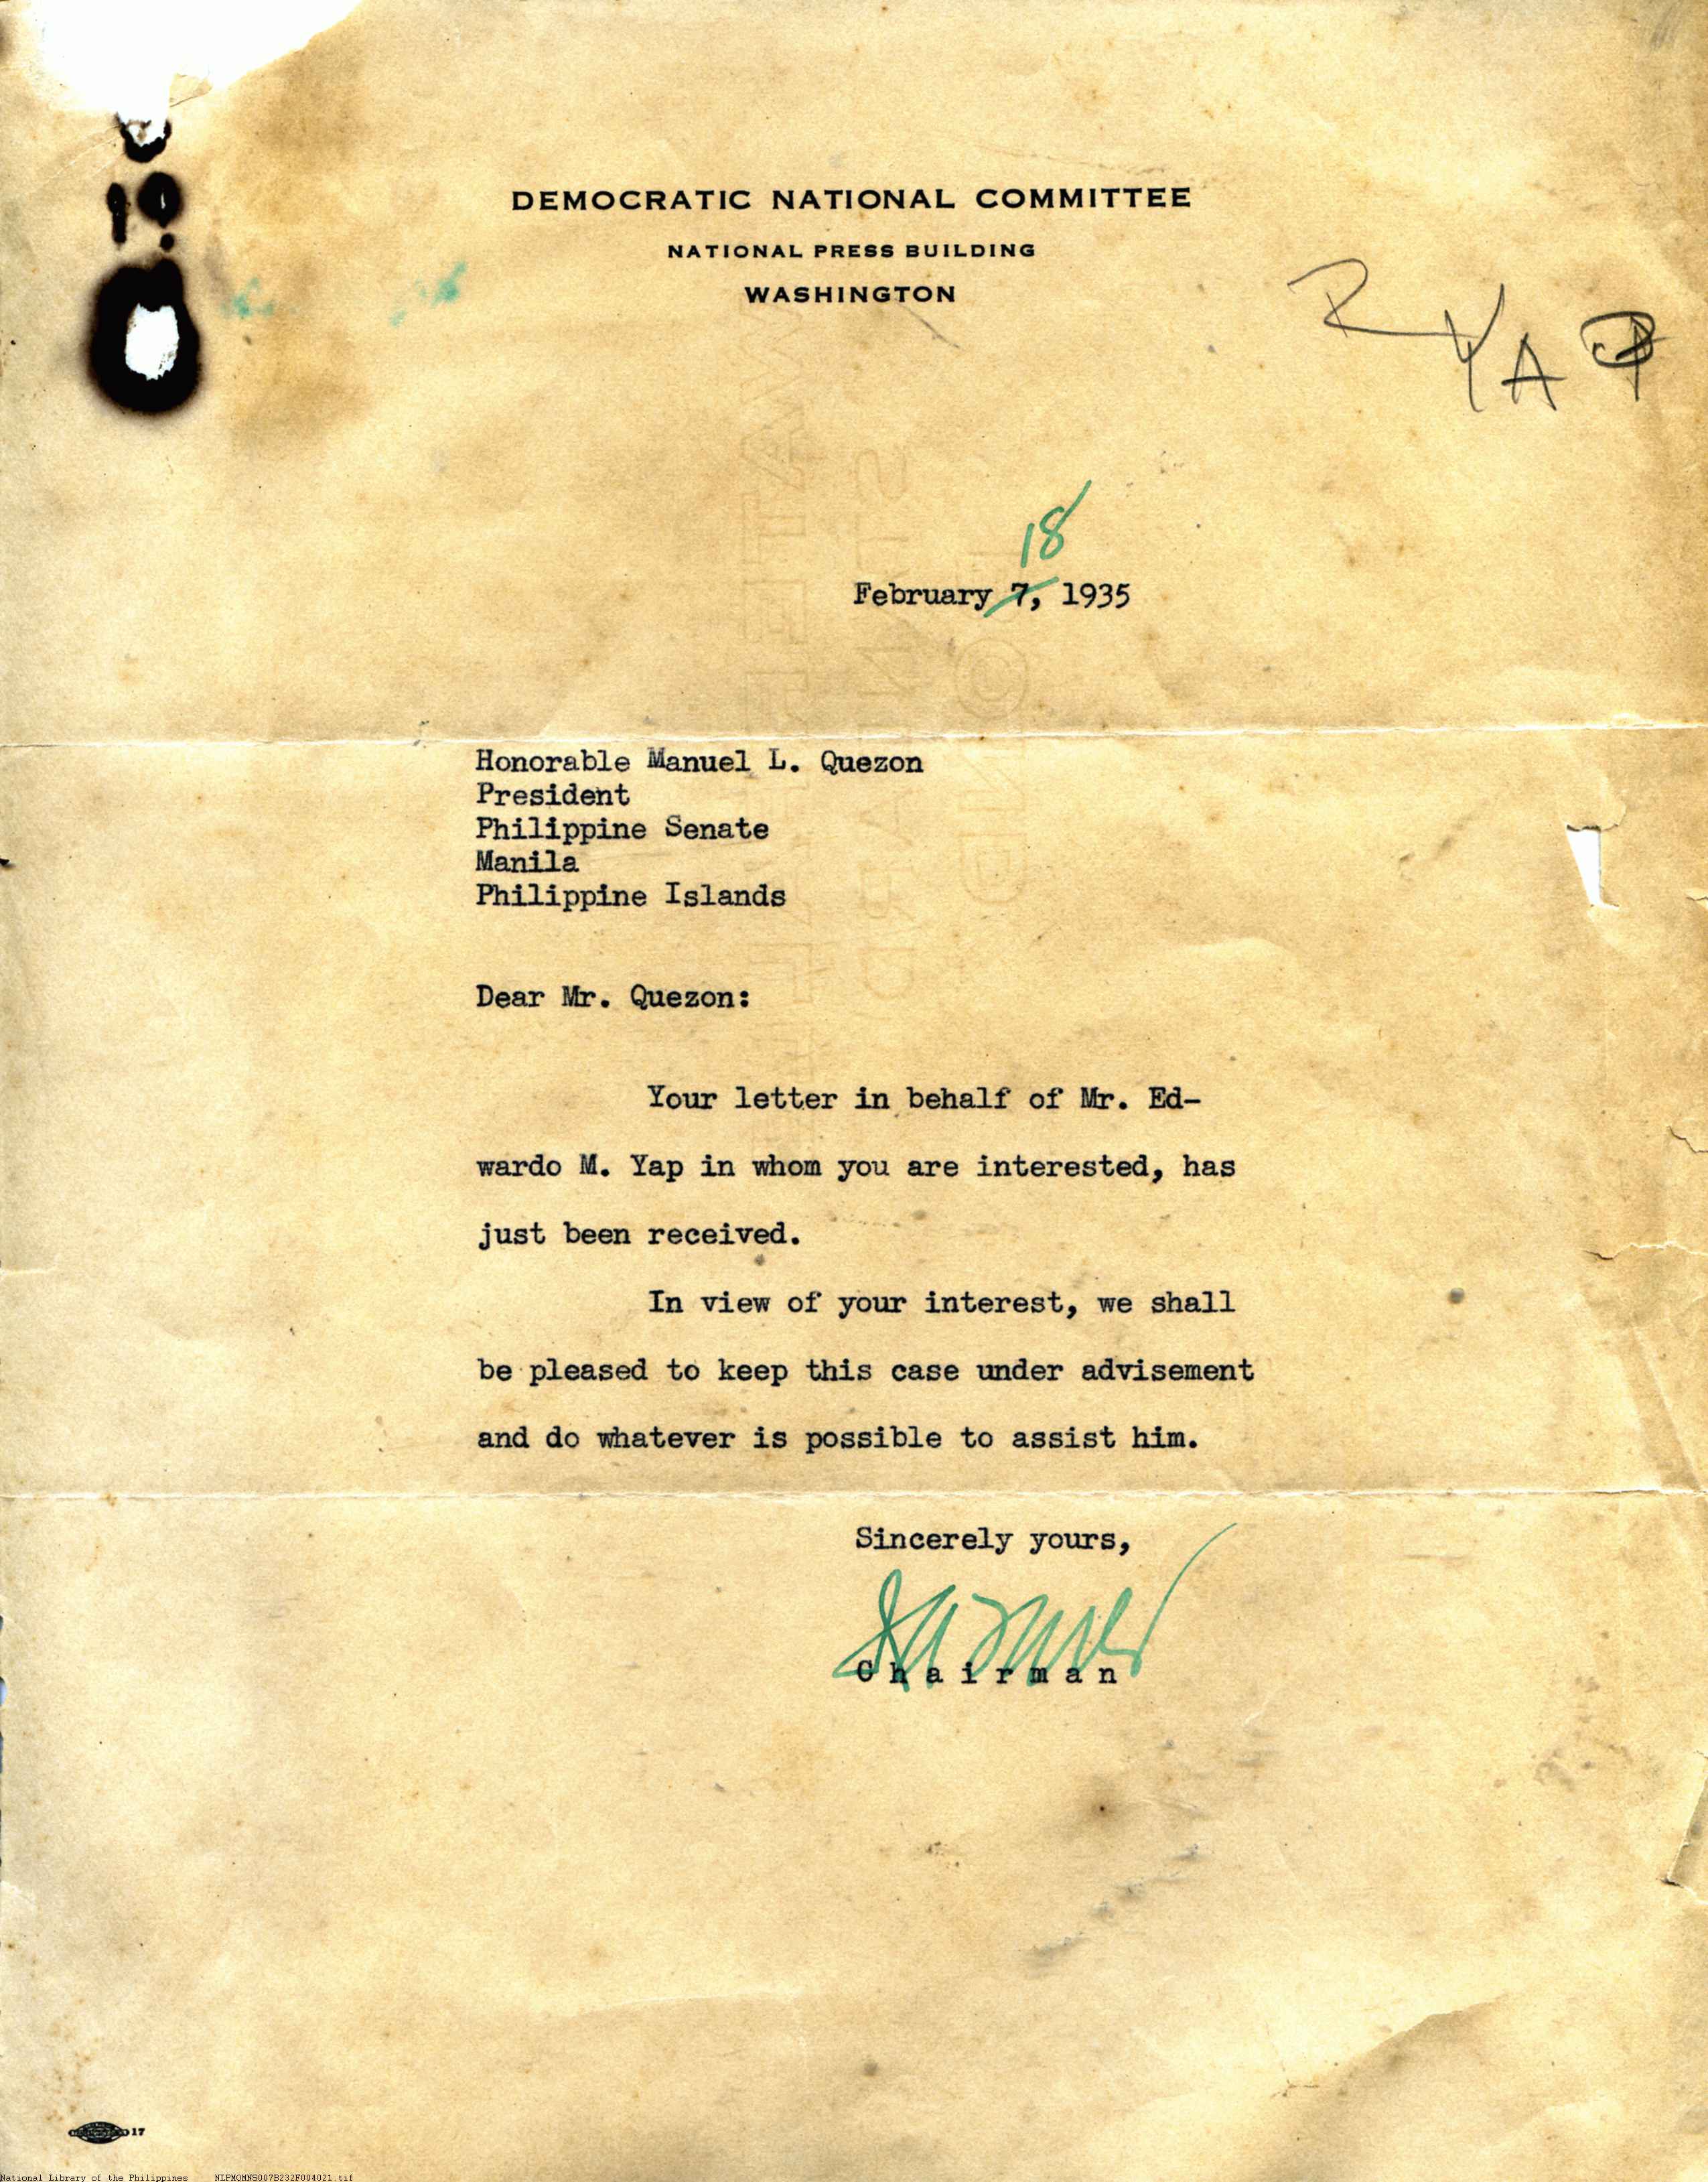 DEMOCRATIC NATIONAL COMMITTEE
NATIONAL PRESS BUILDING
WASHINGTON
YAP
18
February 7, 1935
Honorable Manuel L. Quezon
President
Philippine Senate
Manila
Philippine Islands
Dear Mr. Quezon:
Your letter in behalf of Mr. Ed-
wardo M. Yap in whom you are interested, has
just been received.
In view of your interest, we shall
be pleased to keep this case under advisement
and do whatever is possible to assist him.
Sincerely yours,
Chairman
17
National Library of the Philippines NLPMQMNS007B232F004021.tif